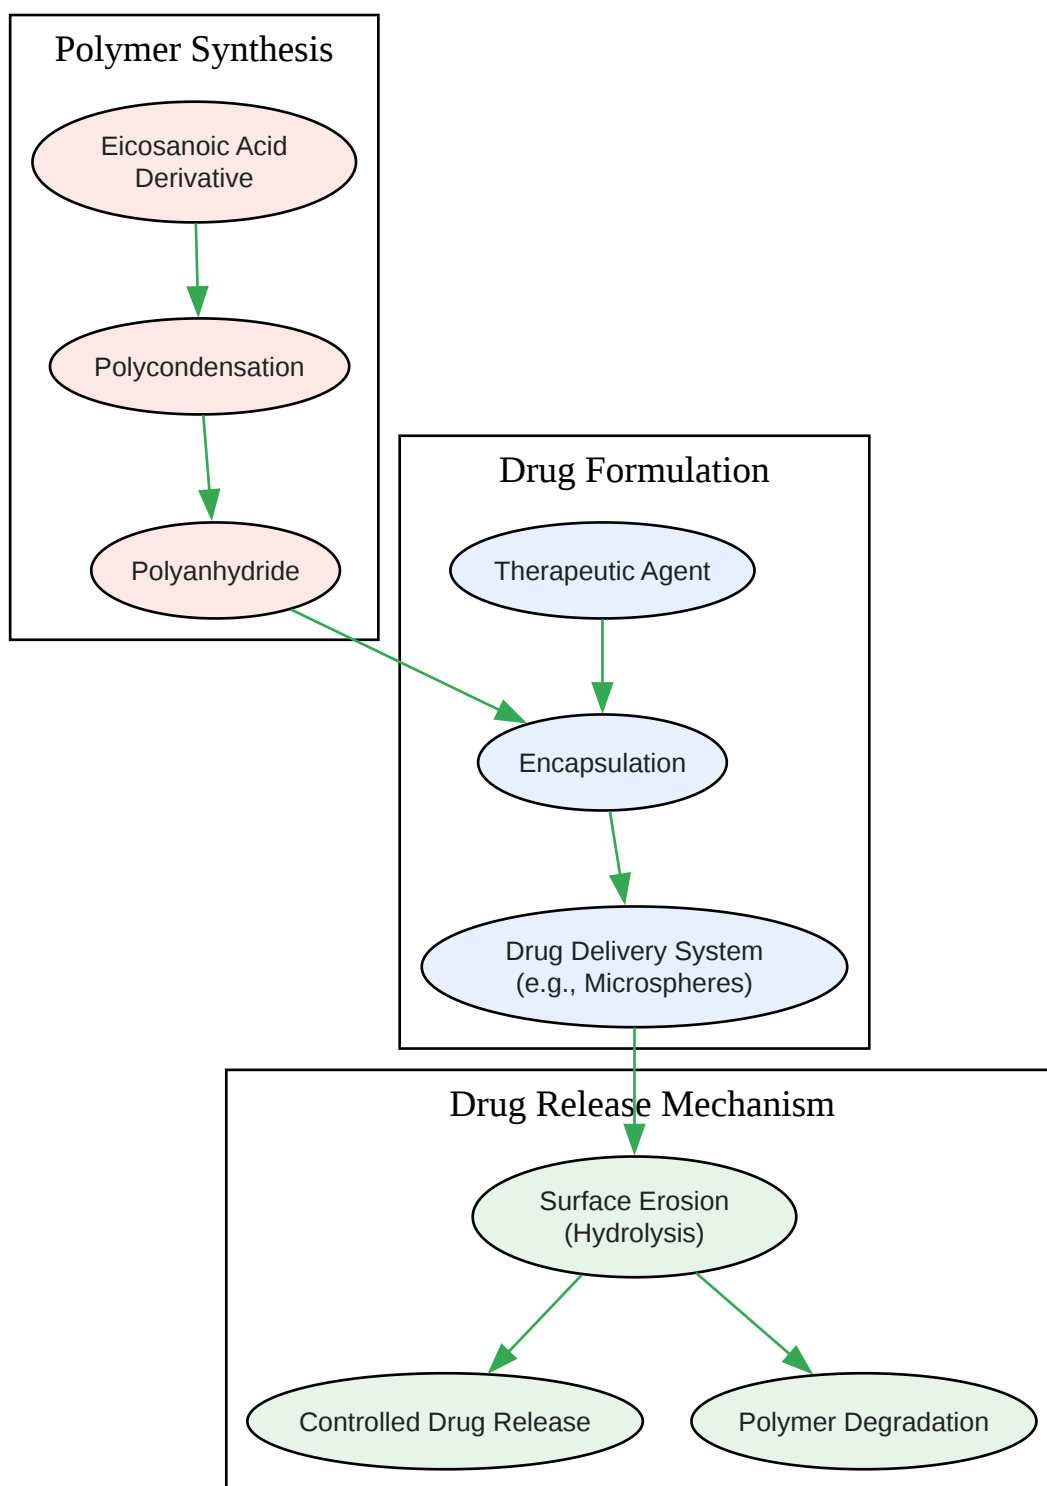 Polymer Synthesis
Eicosanoic Acid
Derivative
Polycondensation
Polyanhydride
Drug Formulation
Therapeutic Agent
Encapsulation
Drug Delivery System
(e.g., Microspheres)
Drug Release Mechanism
Surface Erosion
(Hydrolysis)
Controlled Drug Release
Polymer Degradation